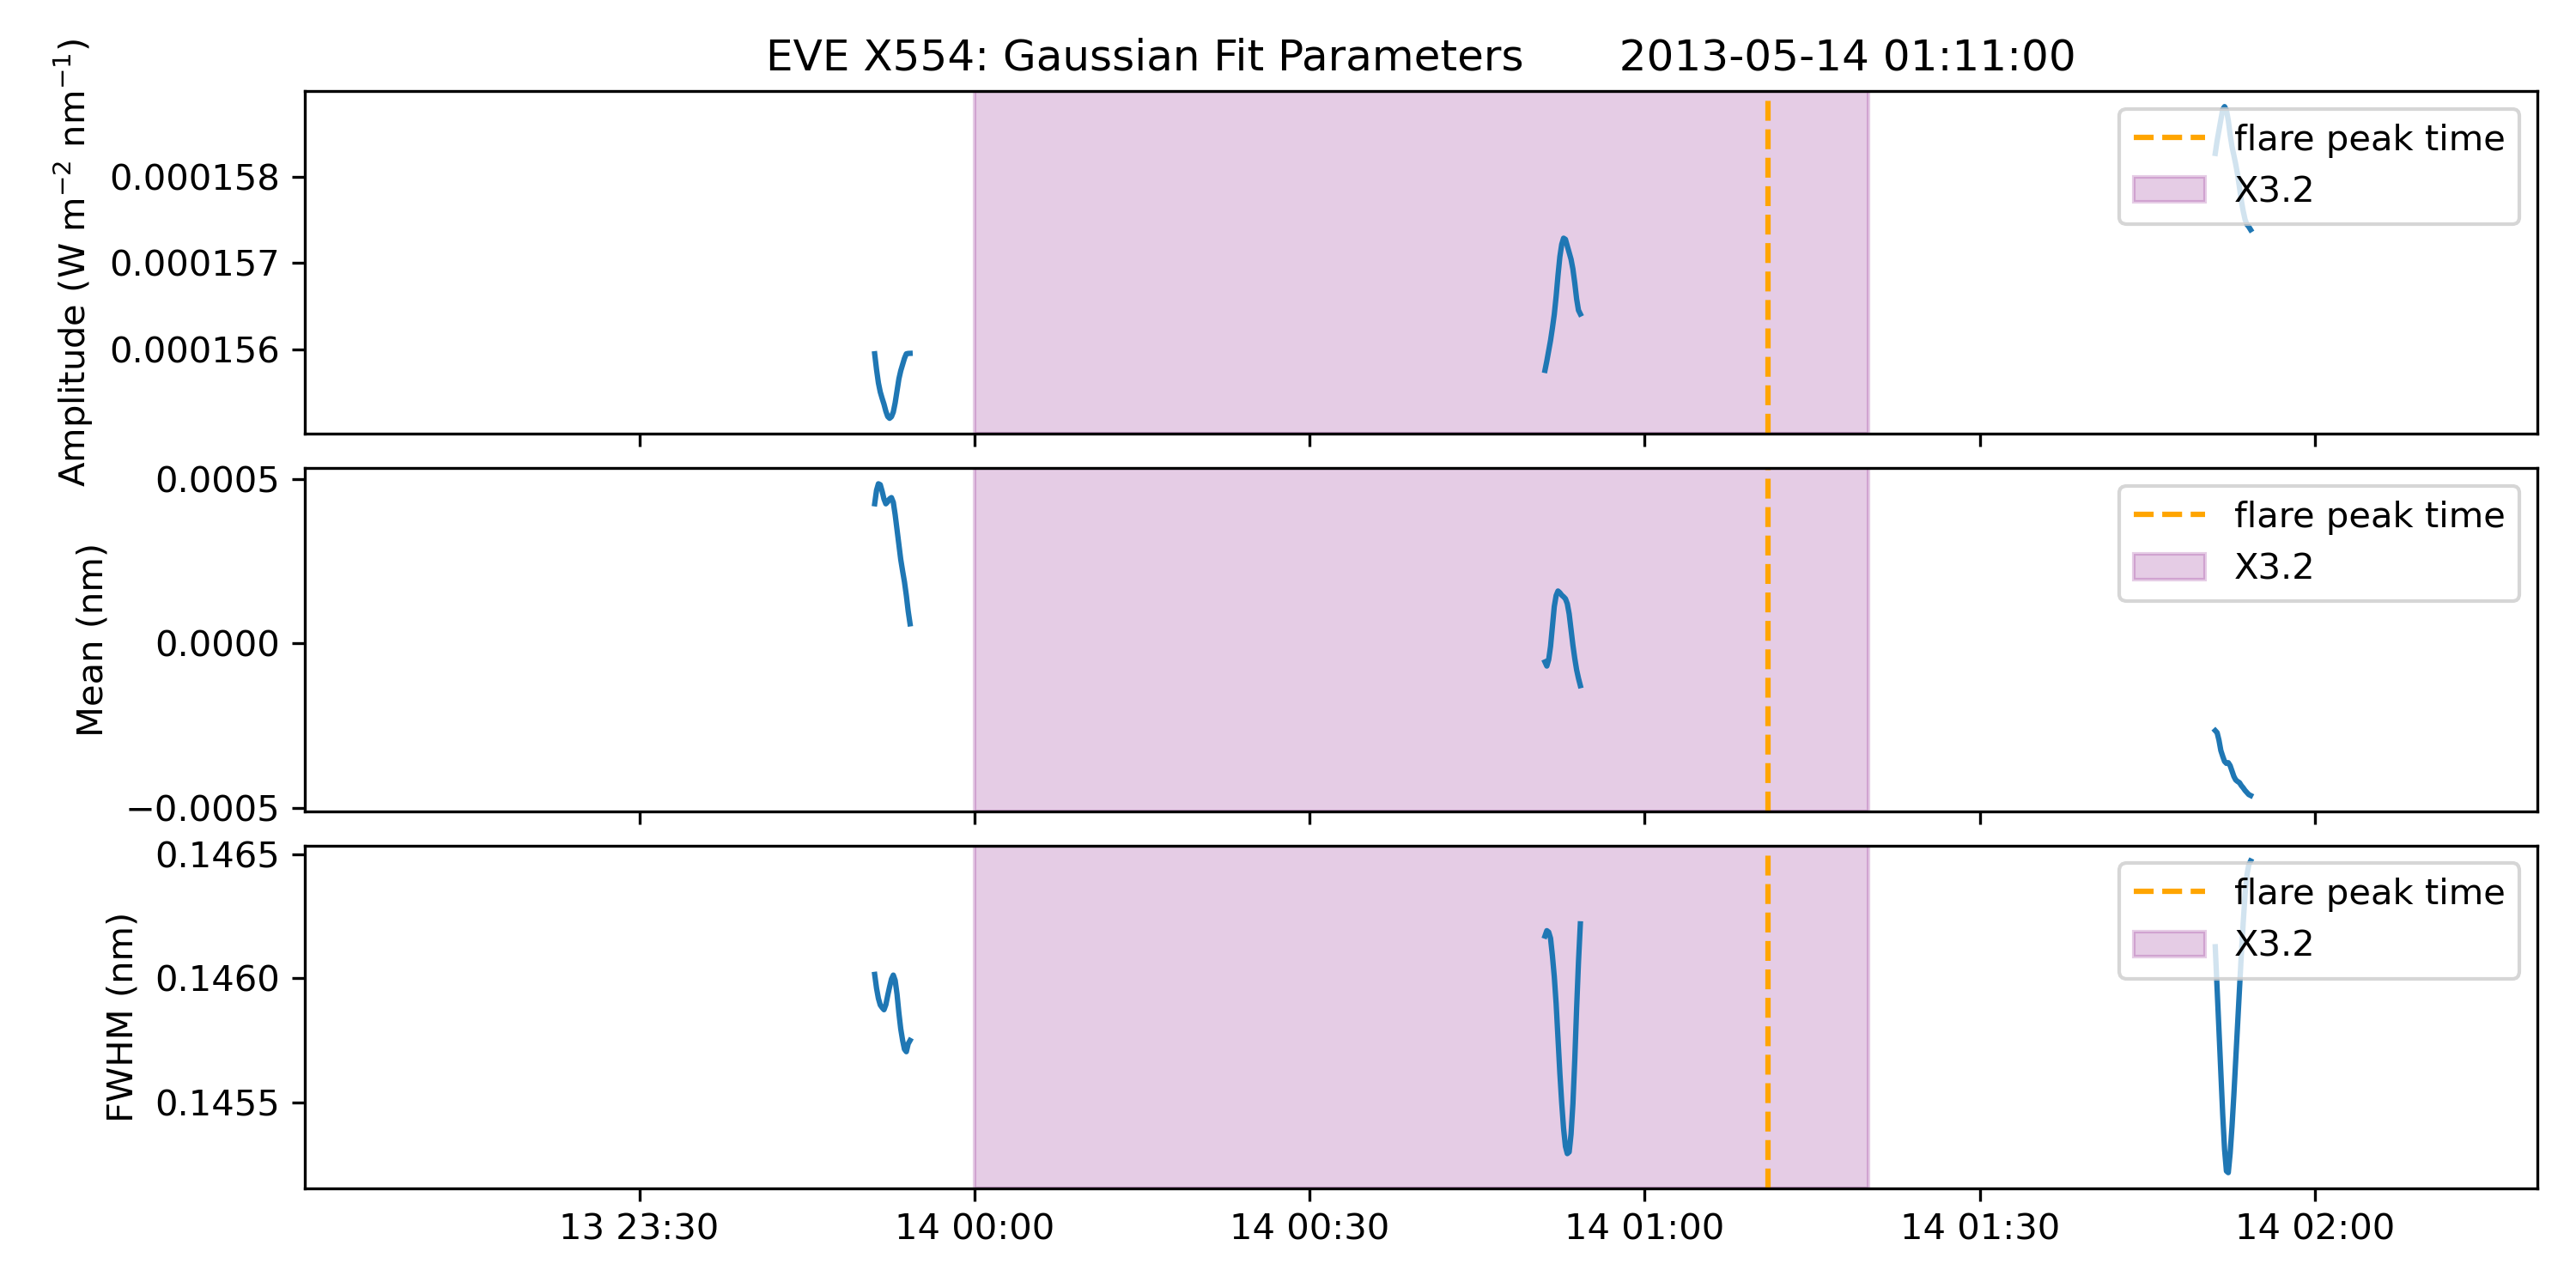 EVE X554: Gaussian Fit Parameters 2013-05-14 01:11:00
Amplitude (W m⁻² nm⁻¹)
0.000158
0.000157
0.000156
flare peak time
X3.2
Mean (nm)
0.0005
0.0000
−0.0005
flare peak time
X3.2
FWHM (nm)
0.1465
0.1460
0.1455
flare peak time
X3.2
13 23:30 14 00:00 14 00:30 14 01:00 14 01:30 14 02:00